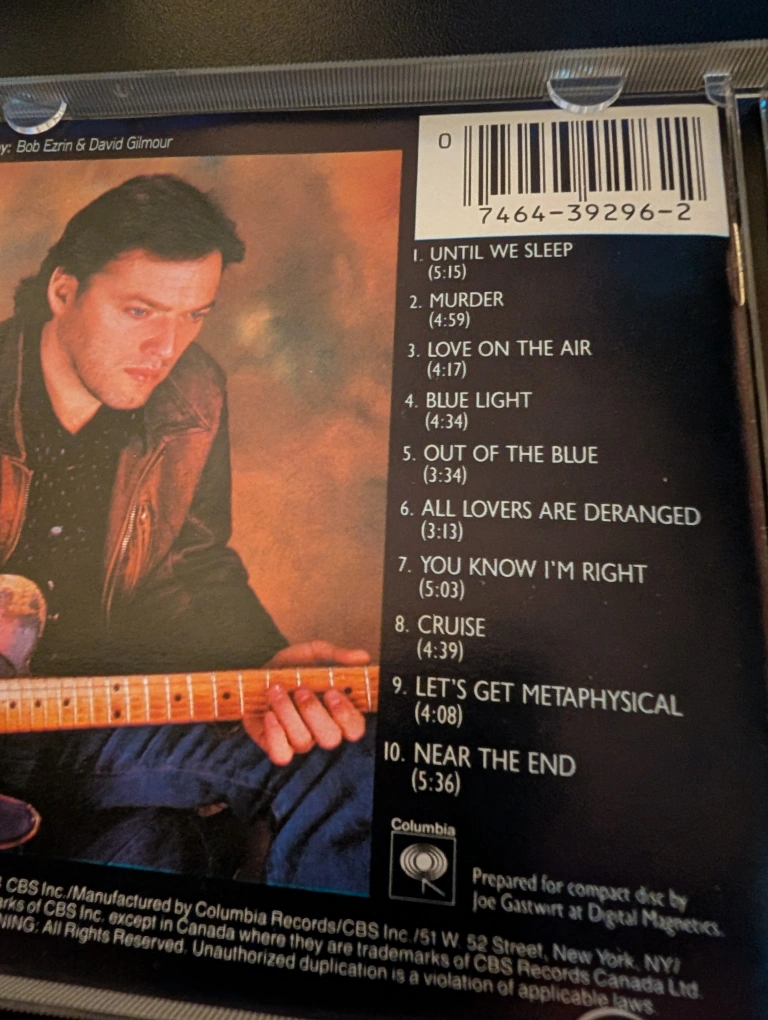 by: Bob Ezrin & David Gilmour
0
7464-39296-2
1. UNTIL WE SLEEP
(5:15)
2. MURDER
(4:59)
3. LOVE ON THE AIR
(4:17)
4. BLUE LIGHT
(4:34)
5. OUT OF THE BLUE
(3:34)
6. ALL LOVERS ARE DERANGED
(3:13)
7. YOU KNOW I'M RIGHT
(5:03)
8. CRUISE
(4:39)
9. LET'S GET METAPHYSICAL
(4:08)
10. NEAR THE END
(5:36)
Columbia
Prepared for compact disc by
Joe Gastwirt at Digital Magnetics.
CBS Inc./Manufactured by Columbia Records/CBS Inc./51 W. 52 Street, New York, NY/
arks of CBS Inc. except in Canada where they are trademarks of CBS Records Canada Ltd.
NING: All Rights Reserved. Unauthorized duplication is a violation of applicable laws.